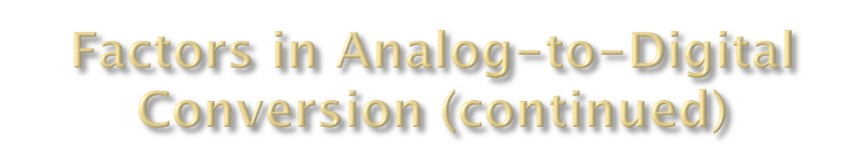 Factors in Analog-to-Digital
Conversion (continued)